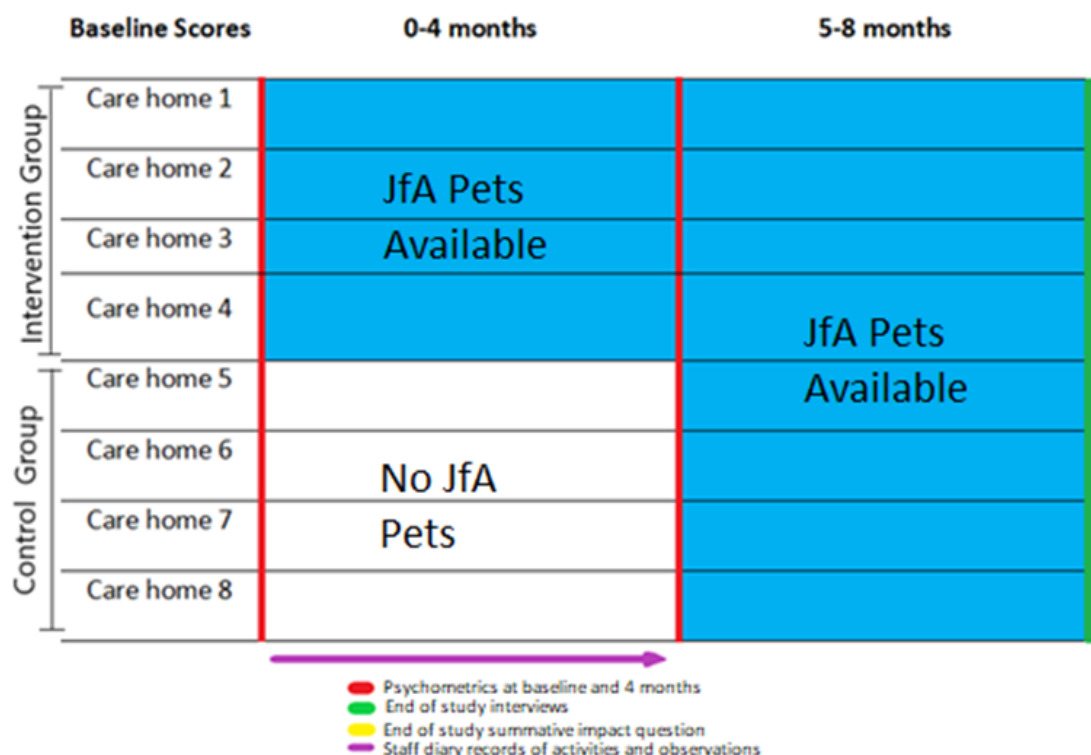 Baseline Scores
0-4 months
5-8 months
Intervention Group
Care home 1
Care home 2
Care home 3
Care home 4
JfA Pets
Available
JfA Pets
Available
Control Group
Care home 5
Care home 6
Care home 7
Care home 8
No JfA
Pets
Psychometrics at baseline and 4 months
End of study interviews
End of study summative impact question
Staff diary records of activities and observations